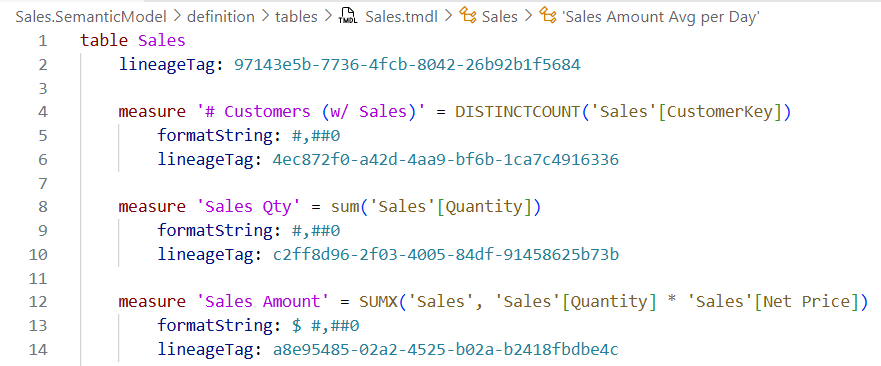 Sales.SemanticModel > definition > tables > TMDL Sales.tmdl > Sales > 'Sales Amount Avg per Day'
1 table Sales
2 lineageTag: 97143e5b-7736-4fcb-8042-26b92b1f5684
3
4 measure '# Customers (w/ Sales)' = DISTINCTCOUNT('Sales'[CustomerKey])
5 formatString: #,##0
6 lineageTag: 4ec872f0-a42d-4aa9-bf6b-1ca7c4916336
7
8 measure 'Sales Qty' = sum('Sales'[Quantity])
9 formatString: #,##0
10 lineageTag: c2ff8d96-2f03-4005-84df-91458625b73b
11
12 measure 'Sales Amount' = SUMX('Sales', 'Sales'[Quantity] * 'Sales'[Net Price])
13 formatString: $ #,##0
14 lineageTag: a8e95485-02a2-4525-b02a-b2418fbdbe4c